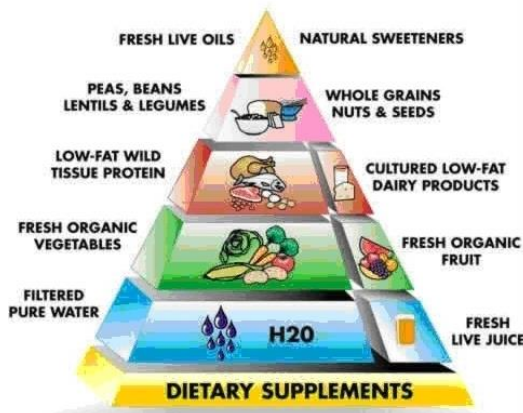 FRESH LIVE OILS
NATURAL SWEETENERS
PEAS, BEANS
LENTILS & LEGUMES
WHOLE GRAINS
NUTS & SEEDS
LOW-FAT WILD
TISSUE PROTEIN
CULTURED LOW-FAT
DAIRY PRODUCTS
FRESH ORGANIC
VEGETABLES
FRESH ORGANIC
FRUIT
FILTERED
PURE WATER
H20
FRESH
LIVE JUICE
DIETARY SUPPLEMENTS